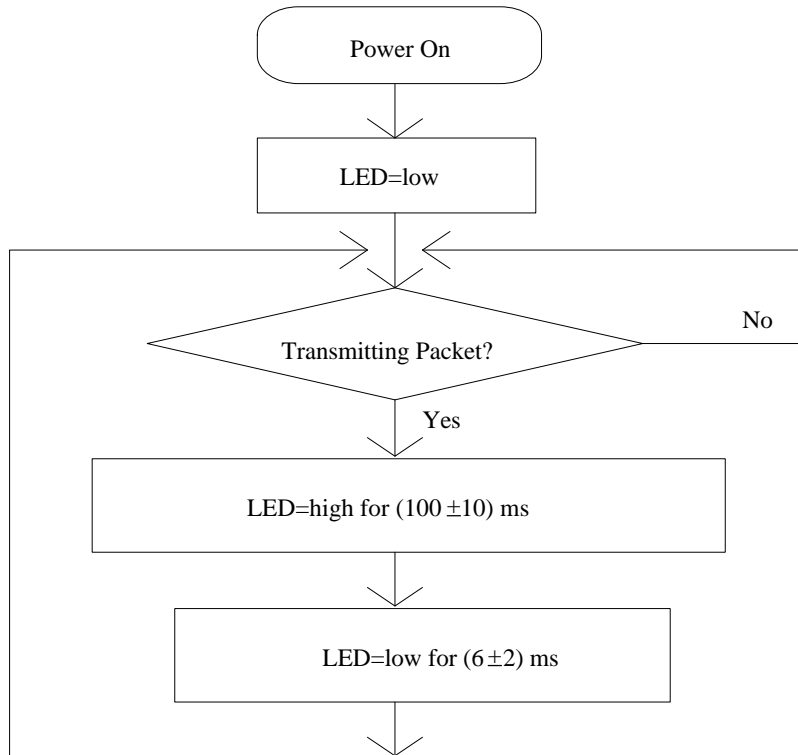 Power On
LED=low
No
Transmitting Packet?
Yes
LED=high for (100 ±10) ms
LED=low for (6 ±2) ms